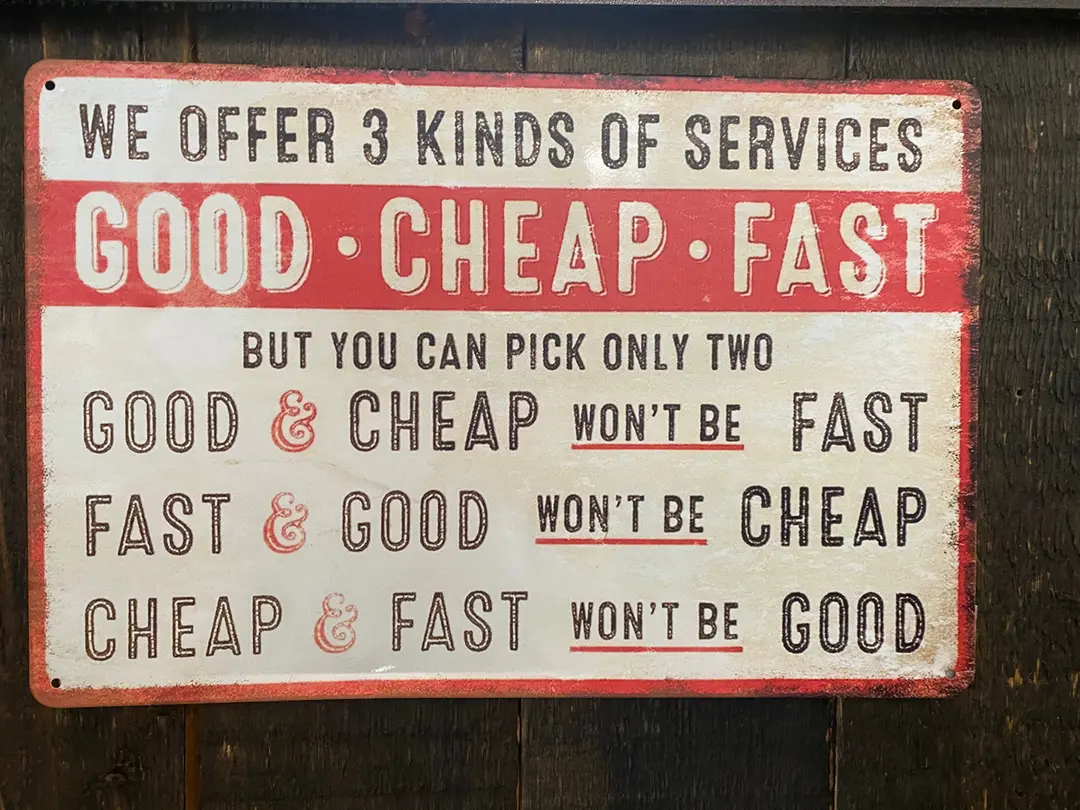 WE OFFER 3 KINDS OF SERVICES
GOOD · CHEAP · FAST
BUT YOU CAN PICK ONLY TWO
GOOD & CHEAP WON'T BE FAST
FAST & GOOD WON'T BE CHEAP
CHEAP & FAST WON'T BE GOOD